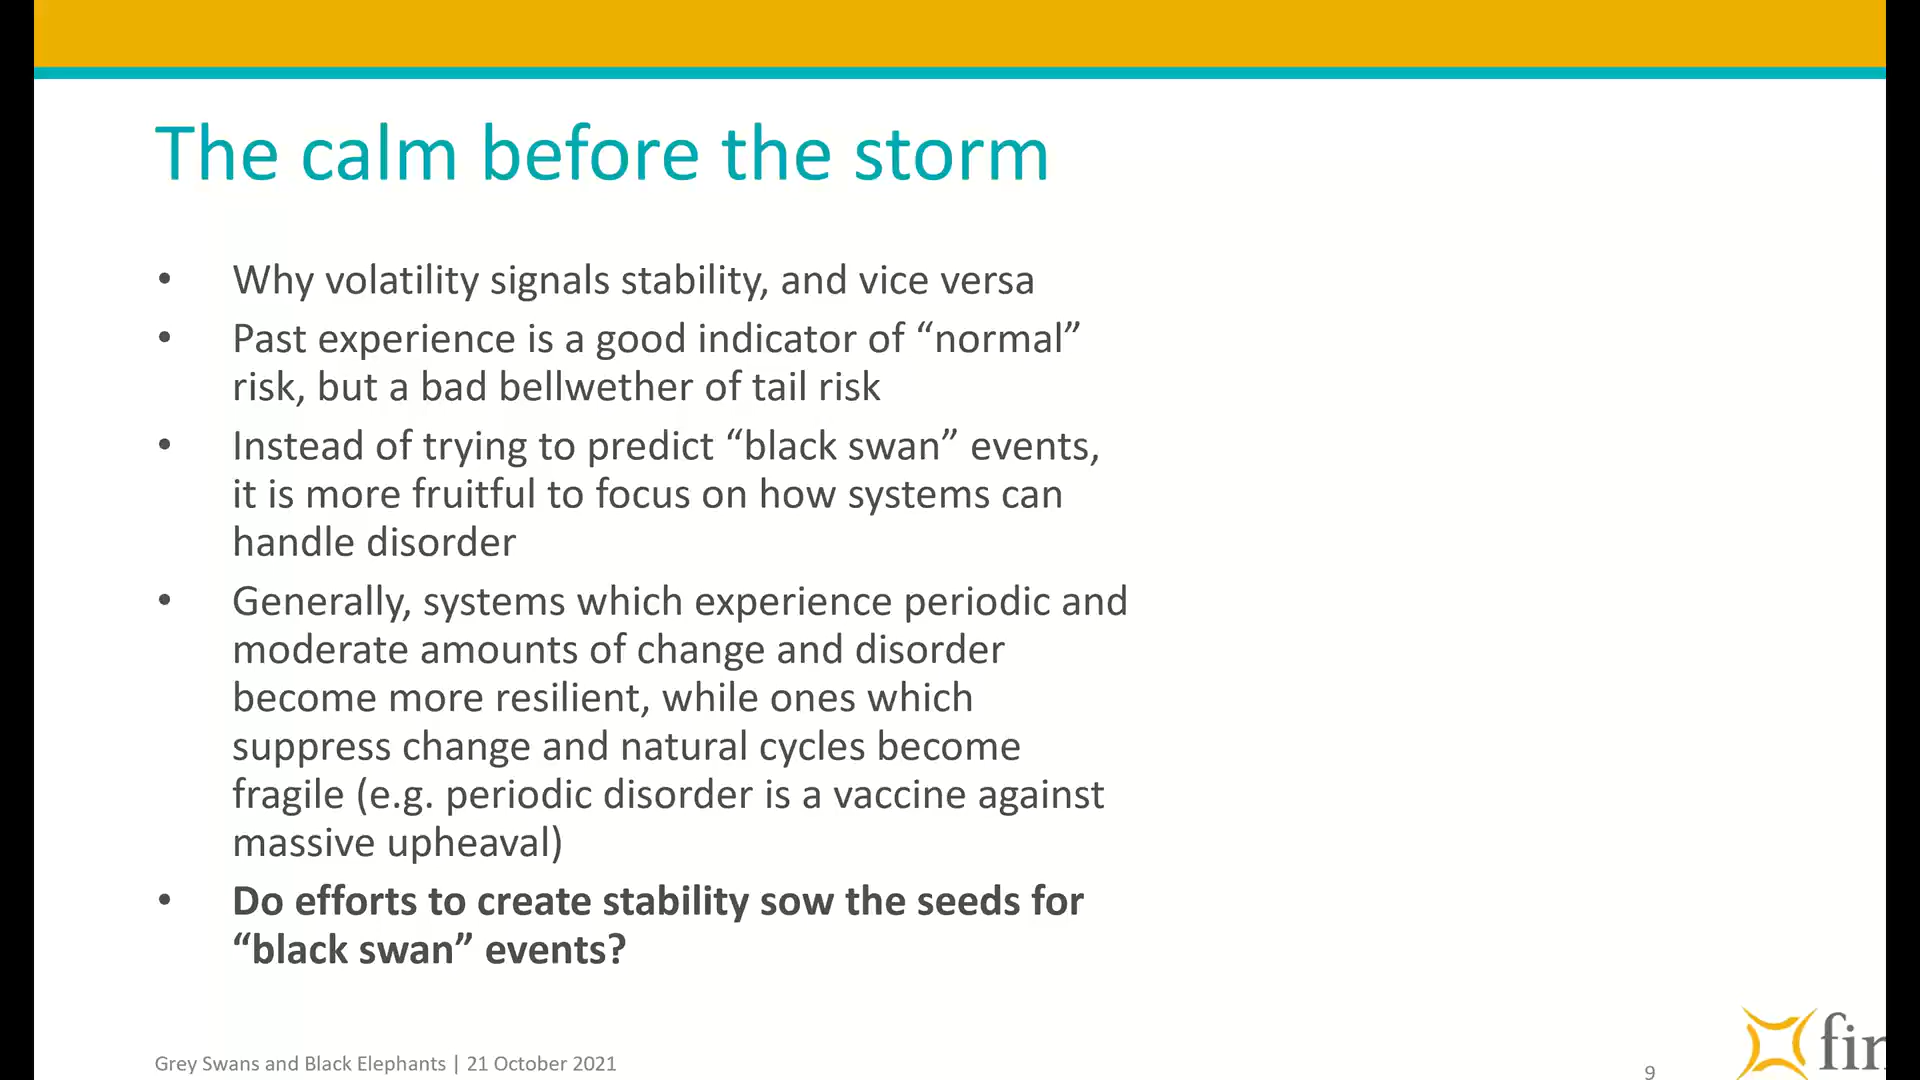 The calm before the storm
• Why volatility signals stability, and vice versa
• Past experience is a good indicator of “normal”
risk, but a bad bellwether of tail risk
• Instead of trying to predict “black swan” events,
it is more fruitful to focus on how systems can
handle disorder
• Generally, systems which experience periodic and
moderate amounts of change and disorder
become more resilient, while ones which
suppress change and natural cycles become
fragile (e.g. periodic disorder is a vaccine against
massive upheaval)
• Do efforts to create stability sow the seeds for
“black swan” events?
Grey Swans and Black Elephants | 21 October 2021
9